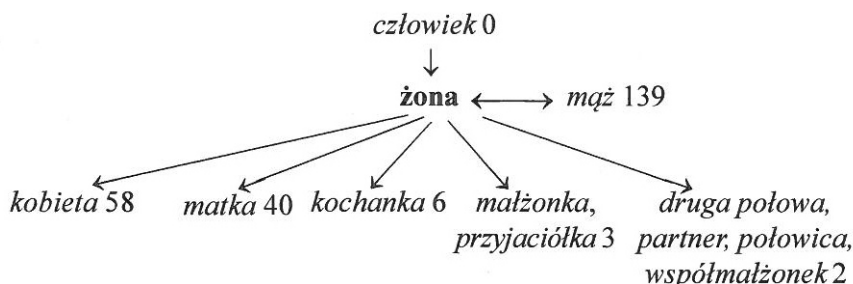 człowiek 0
żona mąż 139
kobieta 58 matka 40 kochanka 6 małżonka, druga połowa,
przyjaciółka 3 partner, połowica,
współmałżonek 2